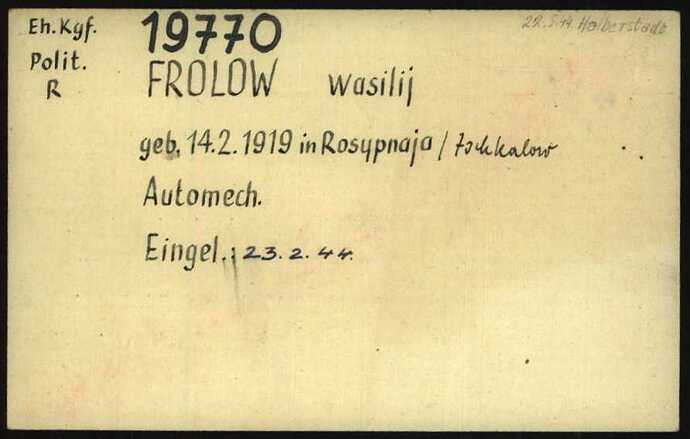 Eh. Kgf.
19770
22.5.44. Halberstadt
Polit.
R
FROLOW Wasilij
geb. 14.2.1919 in Rosypnaja / Tschkalow
Automech.
Eingel.: 23.2.44.